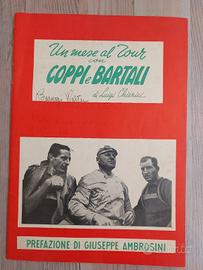 Un mese al Tour
con
COPPI e BARTALI
di Luigi Chierici
PREFAZIONE DI GIUSEPPE AMBROSINI